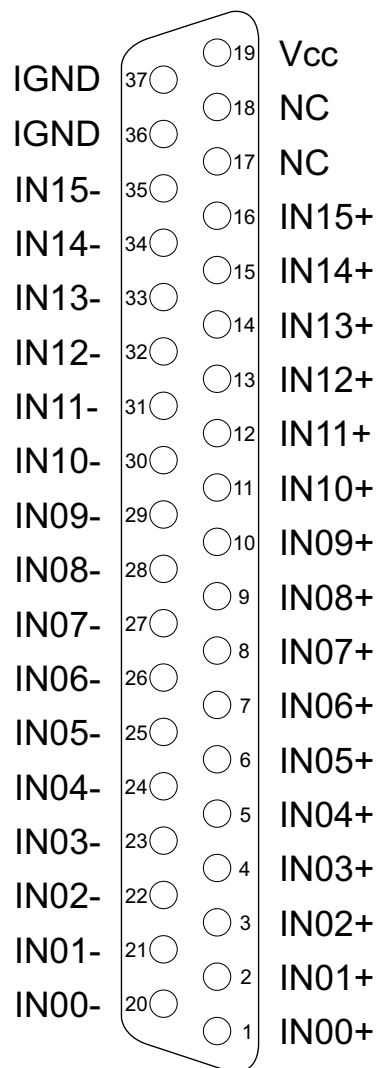 19 Vcc
IGND 37
18 NC
IGND 36
17 NC
IN15- 35
16 IN15+
IN14- 34
15 IN14+
IN13- 33
14 IN13+
IN12- 32
13 IN12+
IN11- 31
12 IN11+
IN10- 30
11 IN10+
IN09- 29
10 IN09+
IN08- 28
9 IN08+
IN07- 27
8 IN07+
IN06- 26
7 IN06+
IN05- 25
6 IN05+
IN04- 24
5 IN04+
IN03- 23
4 IN03+
IN02- 22
3 IN02+
IN01- 21
2 IN01+
IN00- 20
1 IN00+